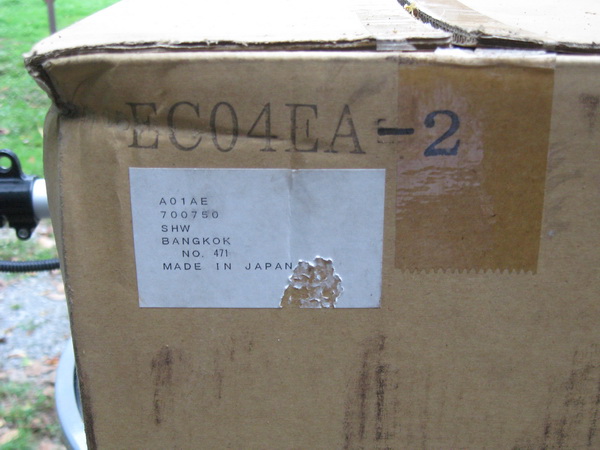 EC04EA-2
A01AE
700750
SHW
BANGKOK
NO. 471
MADE IN JAPAN